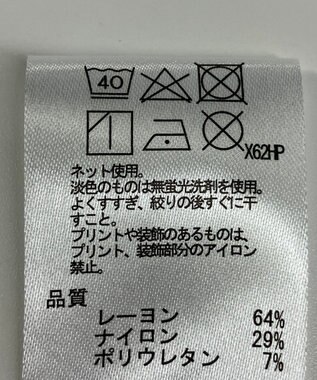 40
X62HP
ネット使用。
淡色のものは無蛍光洗剤を使用。
よくすすぎ、絞りの後すぐに干
すこと。
プリントや装飾のあるものは、
プリント、装飾部分のアイロン
禁止。
品質
レーヨン 64%
ナイロン 29%
ポリウレタン 7%